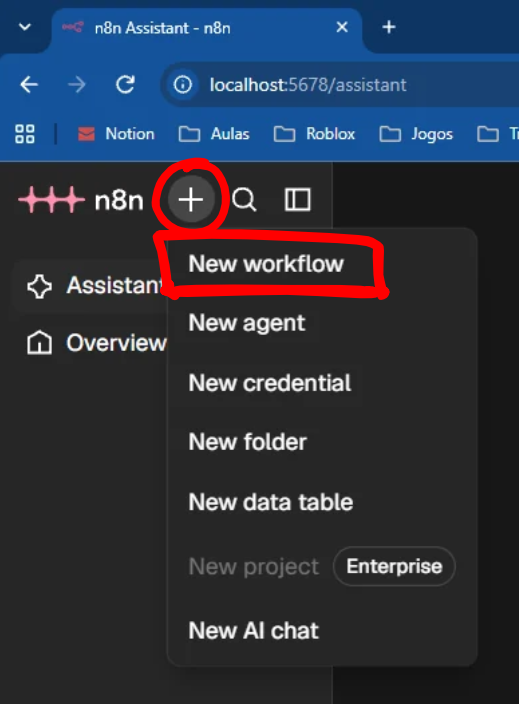 n8n Assistant - n8n
localhost:5678/assistant
Notion Aulas Roblox Jogos
n8n
New workflow
Assistant
New agent
Overview
New credential
New folder
New data table
New project Enterprise
New AI chat